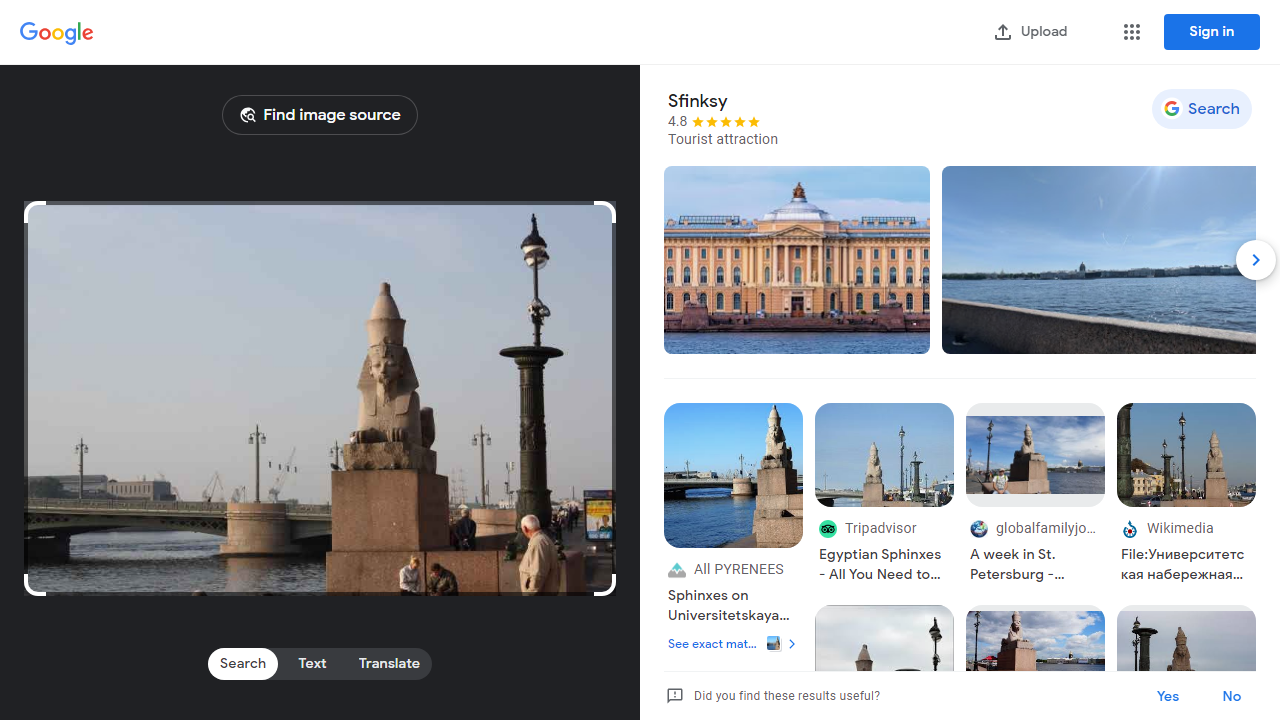 Google
Upload
Sign in
Find image source
Search
Text
Translate
Sfinksy
4.8
Tourist attraction
Search
All PYRENEES
Sphinxes on
Universitetskaya...
See exact mat...
Tripadvisor
Egyptian Sphinxes
- All You Need to...
globalfamilyjo...
A week in St.
Petersburg -...
Wikimedia
File:Университетс
кая набережная...
Did you find these results useful?
Yes
No